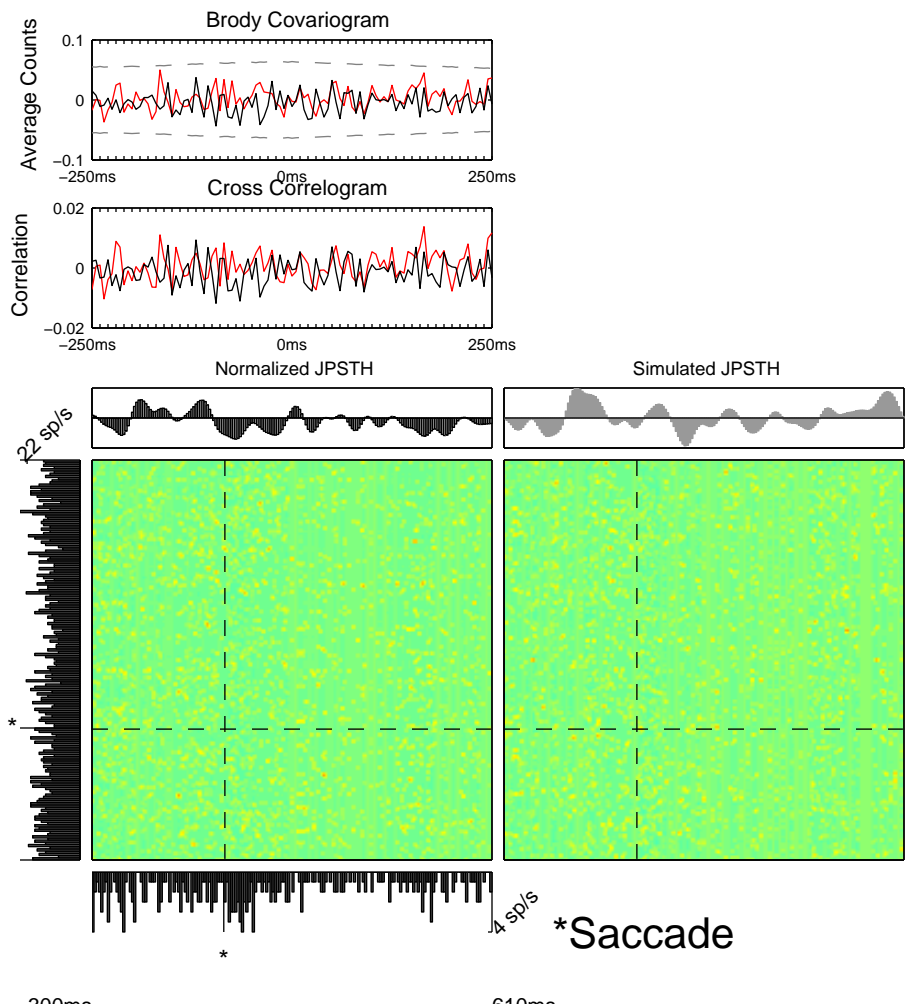 Brody Covariogram
Average Counts
0.1
0
−0.1
−250ms 0ms 250ms
Cross Correlogram
Correlation
0.02
0
−0.02
−250ms 0ms 250ms
Normalized JPSTH
Simulated JPSTH
22 sp/s
*
4 sp/s
*
*Saccade